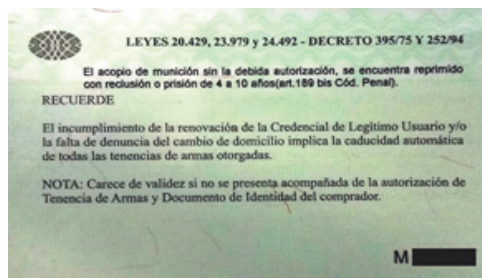 LEYES 20.429, 23.979 y 24.492 - DECRETO 395/75 Y 252/94
El acopio de munición sin la debida autorización, se encuentra reprimido
con reclusión o prisión de 4 a 10 años(art.189 bis Cód. Penal).
RECUERDE
El incumplimiento de la renovación de la Credencial de Legítimo Usuario y/o
la falta de denuncia del cambio de domicilio implica la caducidad automática
de todas las tenencias de armas otorgadas.
NOTA: Carece de validez si no se presenta acompañada de la autorización de
Tenencia de Armas y Documento de Identidad del comprador.
M